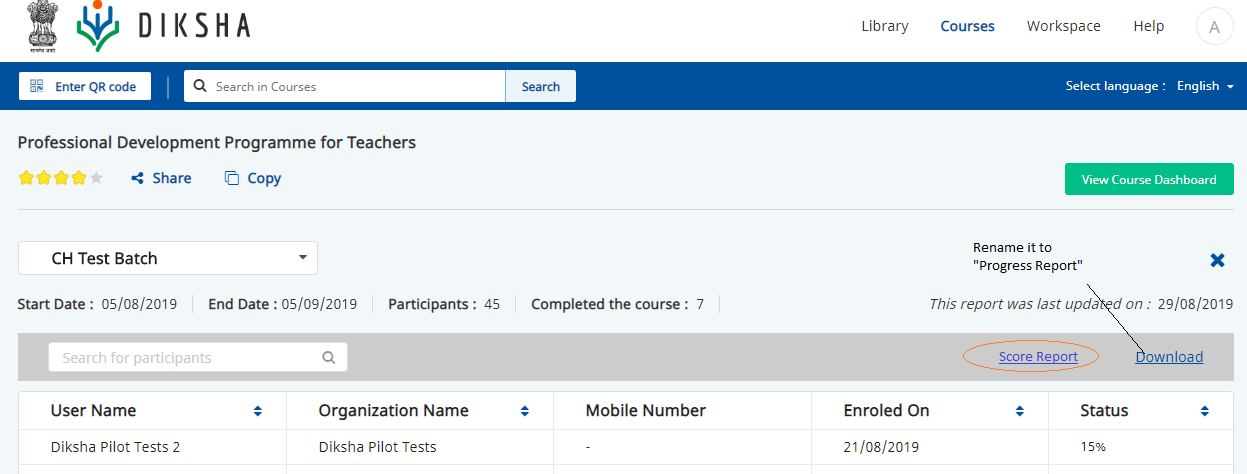 DIKSHA
Library Courses Workspace Help A
Enter QR code Search in Courses Search Select language : English
Professional Development Programme for Teachers
Share Copy View Course Dashboard
CH Test Batch
Rename it to
"Progress Report"
Start Date : 05/08/2019 End Date : 05/09/2019 Participants : 45 Completed the course : 7 This report was last updated on : 29/08/2019
Search for participants Score Report Download
User Name Organization Name Mobile Number Enroled On Status
Diksha Pilot Tests 2 Diksha Pilot Tests - 21/08/2019 15%